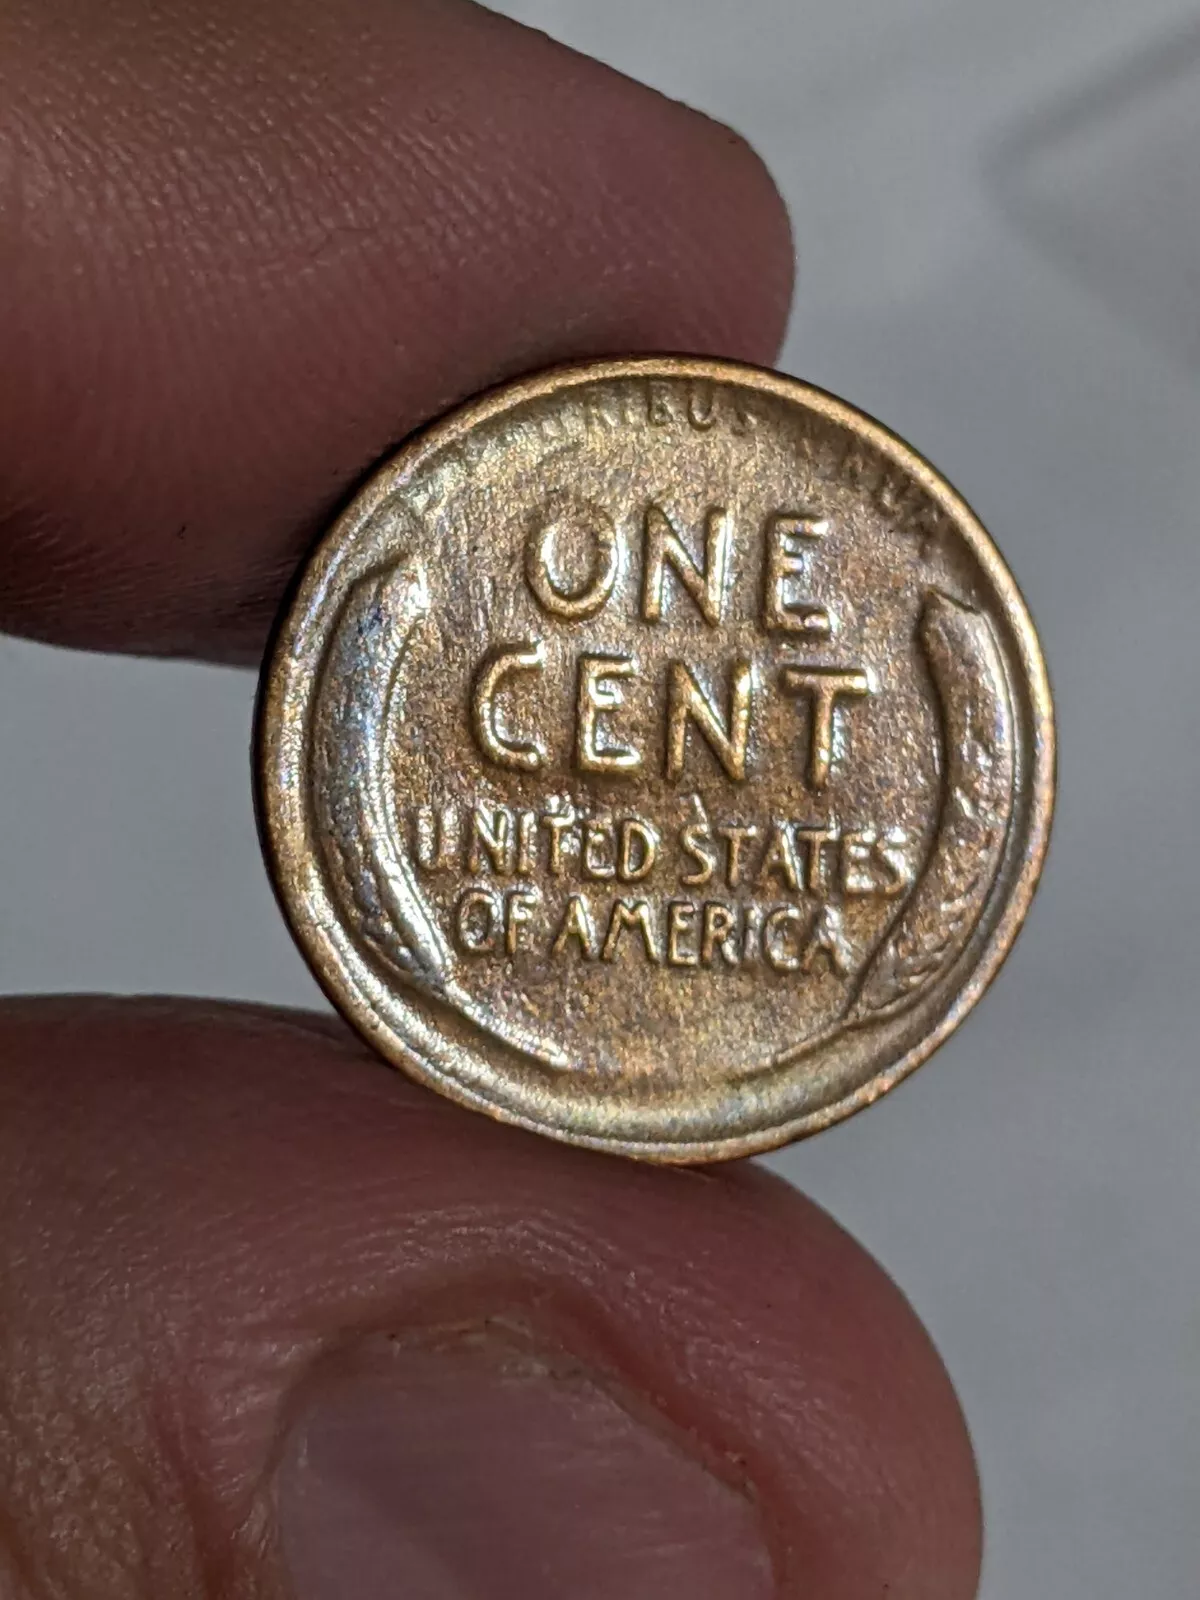 ONE
CENT
UNITED STATES
OF AMERICA